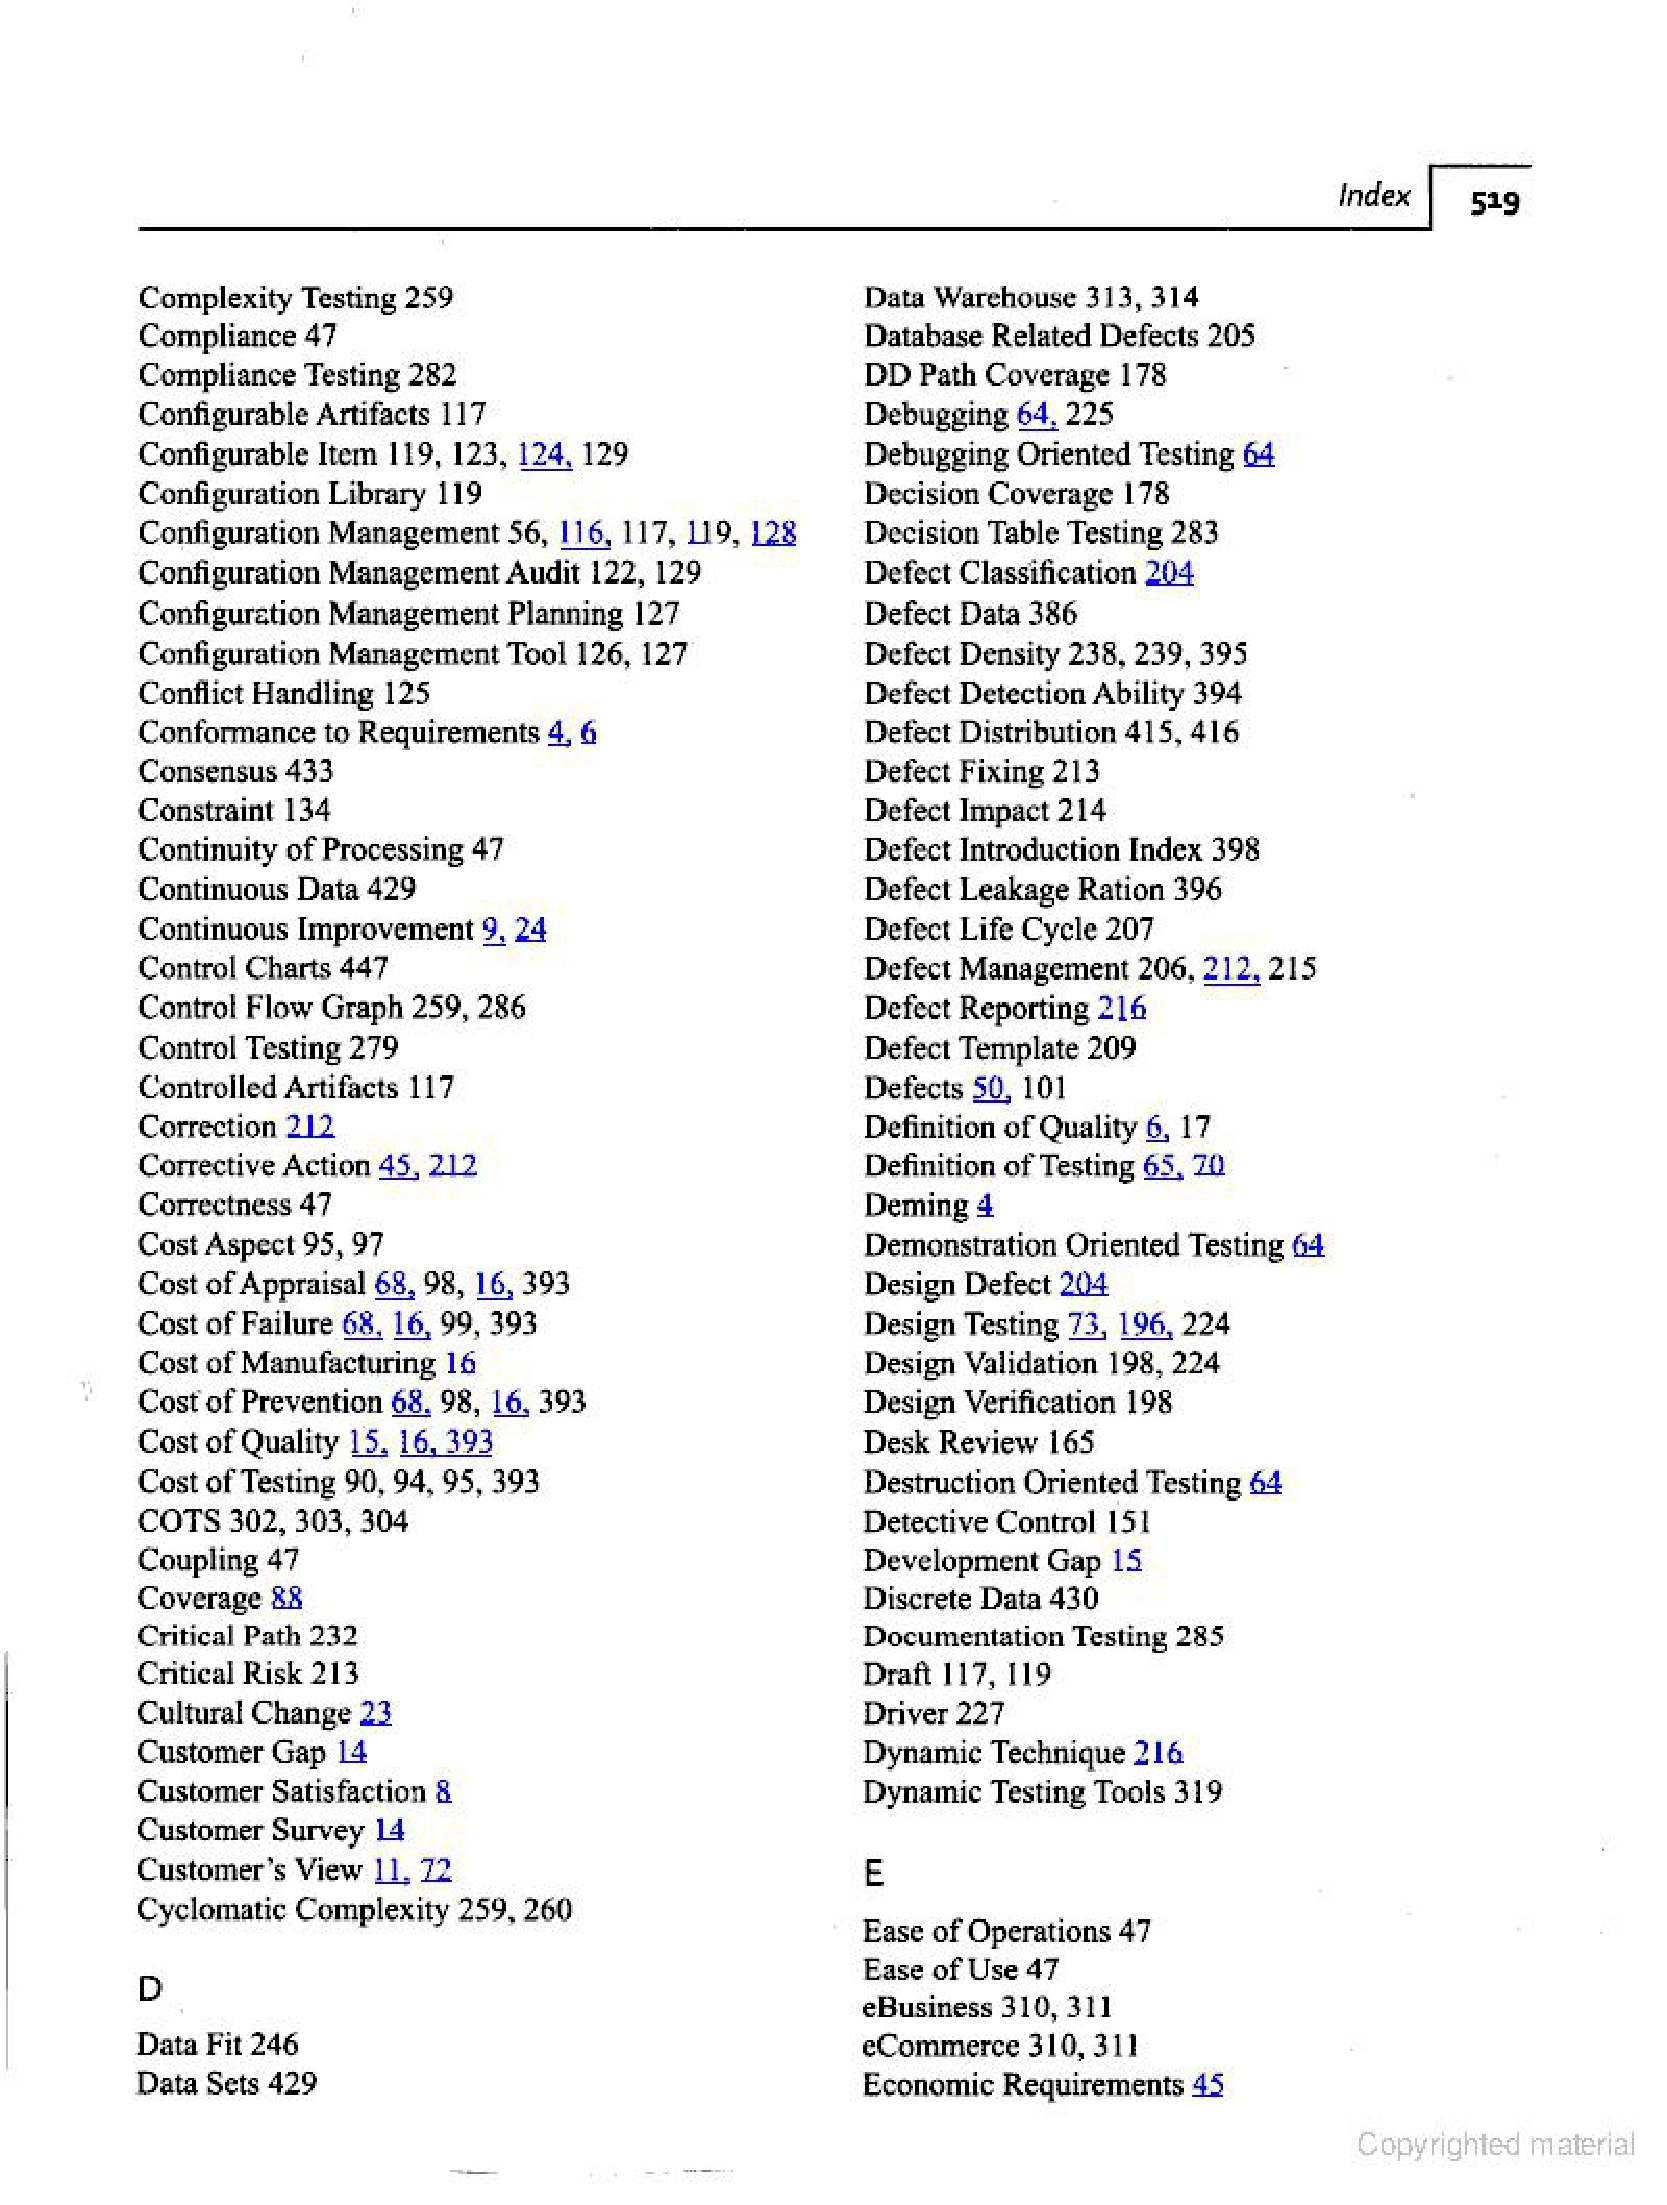 Index 519
Complexity Testing 259
Compliance 47
Compliance Testing 282
Configurable Artifacts 117
Configurable Item 119, 123, 124, 129
Configuration Library 119
Configuration Management 56, 116, 117, 119, 128
Configuration Management Audit 122, 129
Configuration Management Planning 127
Configuration Management Tool 126, 127
Conflict Handling 125
Conformance to Requirements 4, 6
Consensus 433
Constraint 134
Continuity of Processing 47
Continuous Data 429
Continuous Improvement 9, 24
Control Charts 447
Control Flow Graph 259, 286
Control Testing 279
Controlled Artifacts 117
Correction 212
Corrective Action 45, 212
Correctness 47
Cost Aspect 95, 97
Cost of Appraisal 68, 98, 16, 393
Cost of Failure 68, 16, 99, 393
Cost of Manufacturing 16
Cost of Prevention 68, 98, 16, 393
Cost of Quality 15, 16, 393
Cost of Testing 90, 94, 95, 393
COTS 302, 303, 304
Coupling 47
Coverage 88
Critical Path 232
Critical Risk 213
Cultural Change 23
Customer Gap 14
Customer Satisfaction 8
Customer Survey 14
Customer's View 11, 72
Cyclomatic Complexity 259, 260
D
Data Fit 246
Data Sets 429
Data Warehouse 313, 314
Database Related Defects 205
DD Path Coverage 178
Debugging 64, 225
Debugging Oriented Testing 64
Decision Coverage 178
Decision Table Testing 283
Defect Classification 204
Defect Data 386
Defect Density 238, 239, 395
Defect Detection Ability 394
Defect Distribution 415, 416
Defect Fixing 213
Defect Impact 214
Defect Introduction Index 398
Defect Leakage Ration 396
Defect Life Cycle 207
Defect Management 206, 212, 215
Defect Reporting 216
Defect Template 209
Defects 50, 101
Definition of Quality 6, 17
Definition of Testing 65, 70
Deming 4
Demonstration Oriented Testing 64
Design Defect 204
Design Testing 73, 196, 224
Design Validation 198, 224
Design Verification 198
Desk Review 165
Destruction Oriented Testing 64
Detective Control 151
Development Gap 15
Discrete Data 430
Documentation Testing 285
Draft 117, 119
Driver 227
Dynamic Technique 216
Dynamic Testing Tools 319
E
Ease of Operations 47
Ease of Use 47
eBusiness 310, 311
eCommerce 310, 311
Economic Requirements 45
Copyrighted material